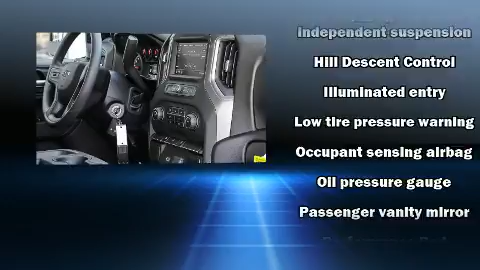 Independent suspension
Hill Descent Control
Illuminated entry
Low tire pressure warning
Occupant sensing airbag
Oil pressure gauge
Passenger vanity mirror